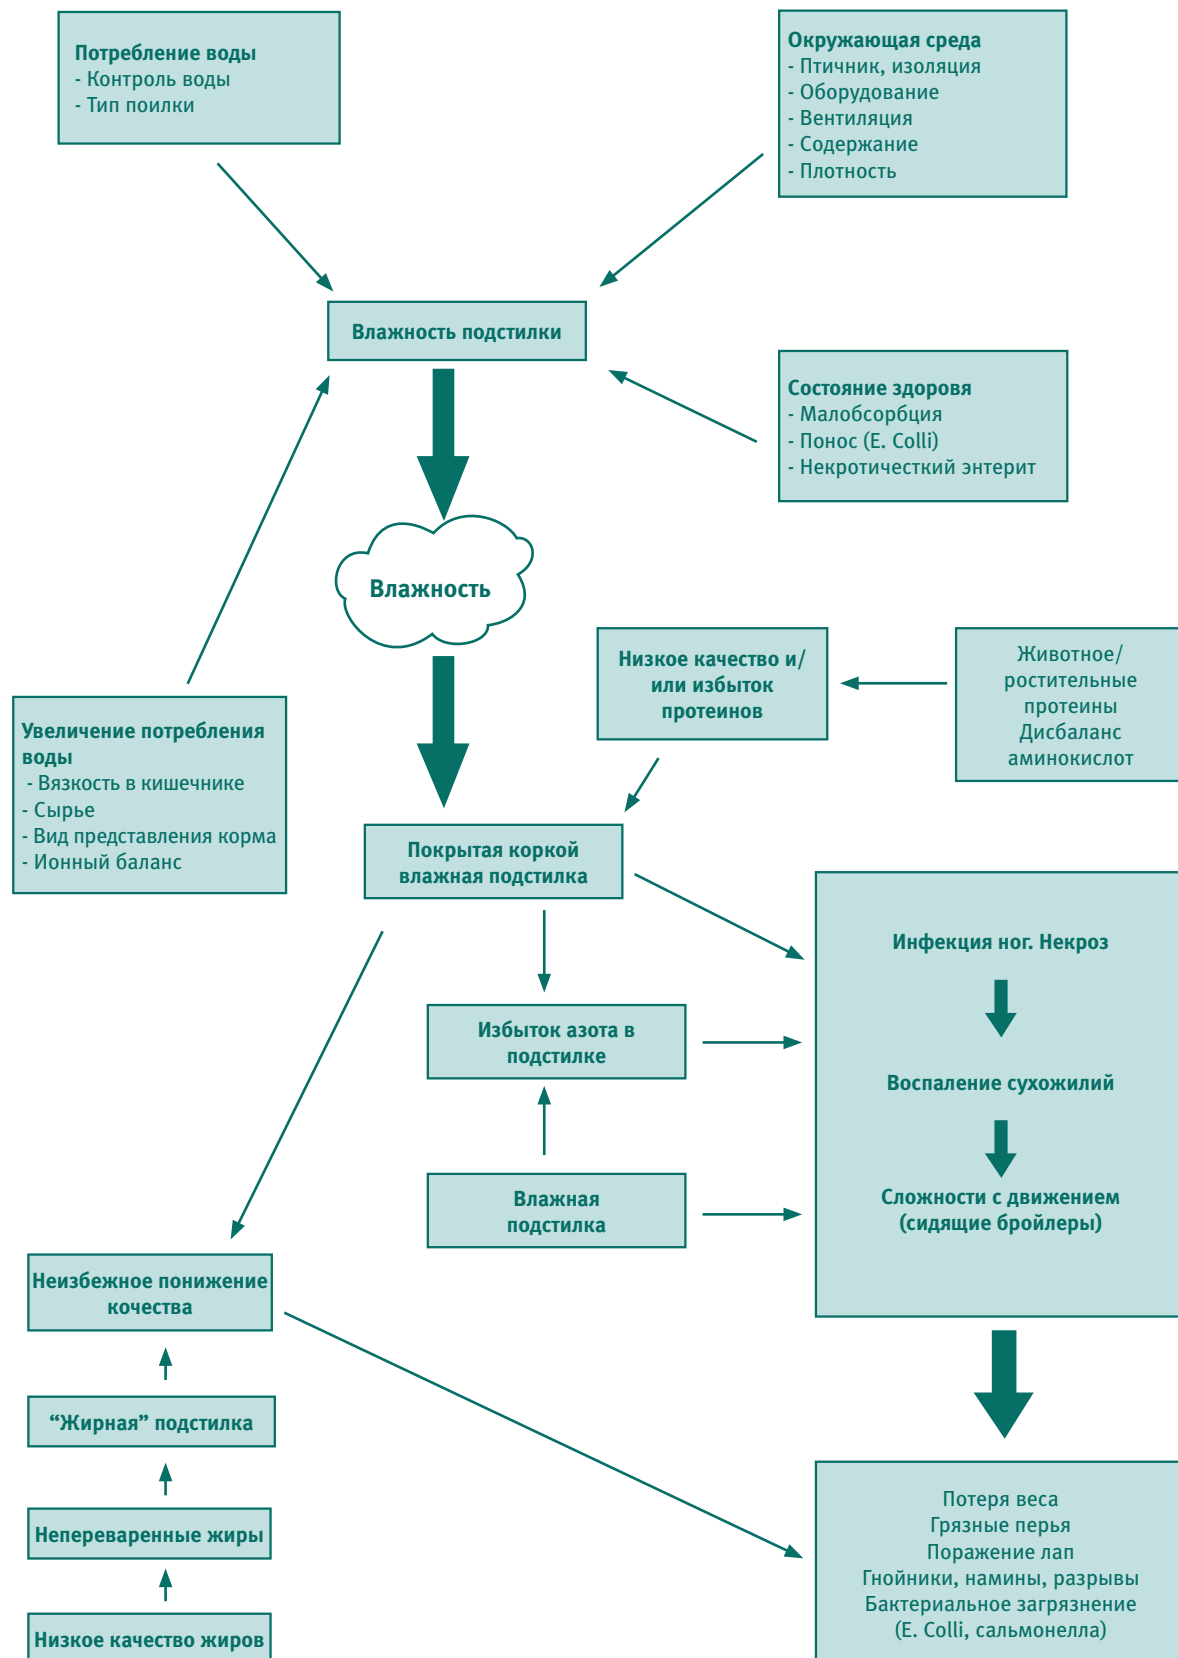 Потребление воды
- Контроль воды
- Тип поилки
Окружающая среда
- Птичник, изоляция
- Оборудование
- Вентиляция
- Содержание
- Плотность
Влажность подстилки
Состояние здоровя
- Малобсорбция
- Понос (E. Colli)
- Некротичесткий энтерит
Влажность
Низкое качество и/
или избыток
протеинов
Животное/
ростительные
протеины
Дисбаланс
аминокислот
Увеличение потребления
воды
- Вязкость в кишечнике
- Сырье
- Вид представления корма
- Ионный баланс
Покрытая коркой
влажная подстилка
Инфекция ног. Некроз
Избыток азота в
подстилке
Воспаление сухожилий
Влажная
подстилка
Сложности с движением
(сидящие бройлеры)
Неизбежное понижение
кочества
“Жирная” подстилка
Непереваренные жиры
Низкое качество жиров
Потеря веса
Грязные перья
Поражение лап
Гнойники, намины, разрывы
Бактериальное загрязнение
(E. Colli, сальмонелла)